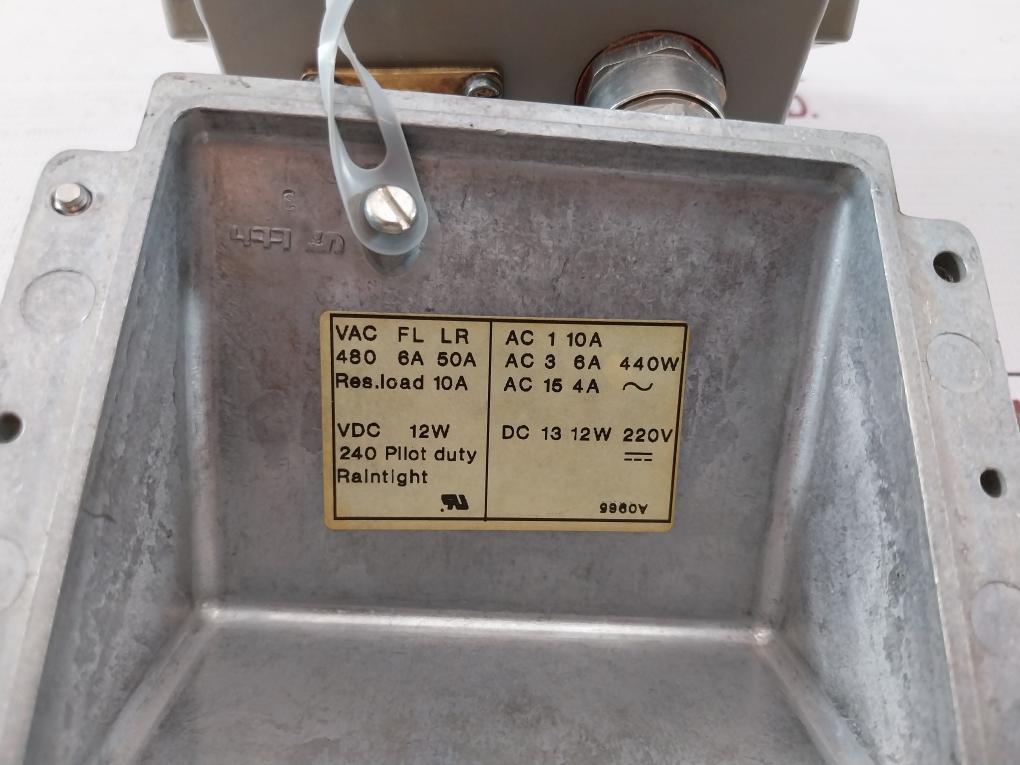 VAC FL LR
480 6A 50A
Res.load 10A
VDC 12W
240 Pilot duty
Raintight
AC 1 10A
AC 3 6A 440W
AC 15 4A ~
DC 13 12W 220V